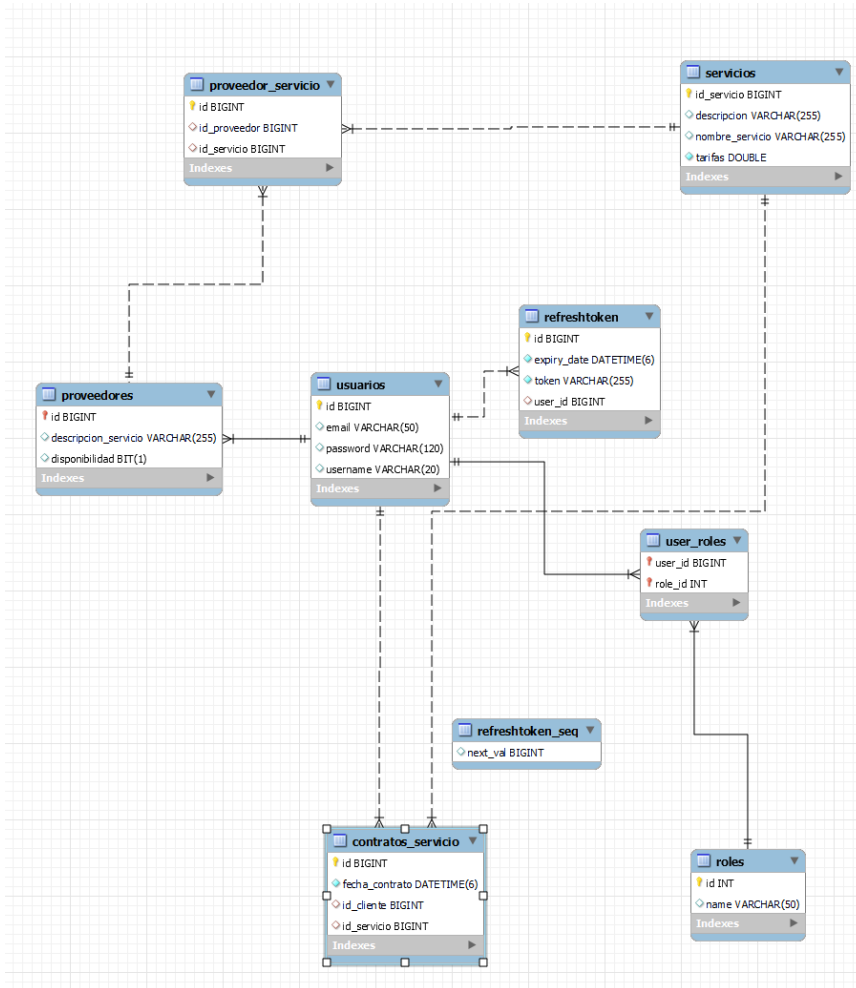 proveedor_servicio
id BIGINT
id_proveedor BIGINT
id_servicio BIGINT
Indexes
servicios
id_servicio BIGINT
descripcion VARCHAR(255)
nombre_servicio VARCHAR(255)
tarifas DOUBLE
Indexes
refreshtoken
id BIGINT
expiry_date DATETIME(6)
token VARCHAR(255)
user_id BIGINT
Indexes
proveedores
id BIGINT
descripcion_servicio VARCHAR(255)
disponibilidad BIT(1)
Indexes
usuarios
id BIGINT
email VARCHAR(50)
password VARCHAR(120)
username VARCHAR(20)
Indexes
user_roles
user_id BIGINT
role_id INT
Indexes
refreshtoken_seq
next_val BIGINT
contratos_servicio
id BIGINT
fecha_contrato DATETIME(6)
id_cliente BIGINT
id_servicio BIGINT
Indexes
roles
id INT
name VARCHAR(50)
Indexes